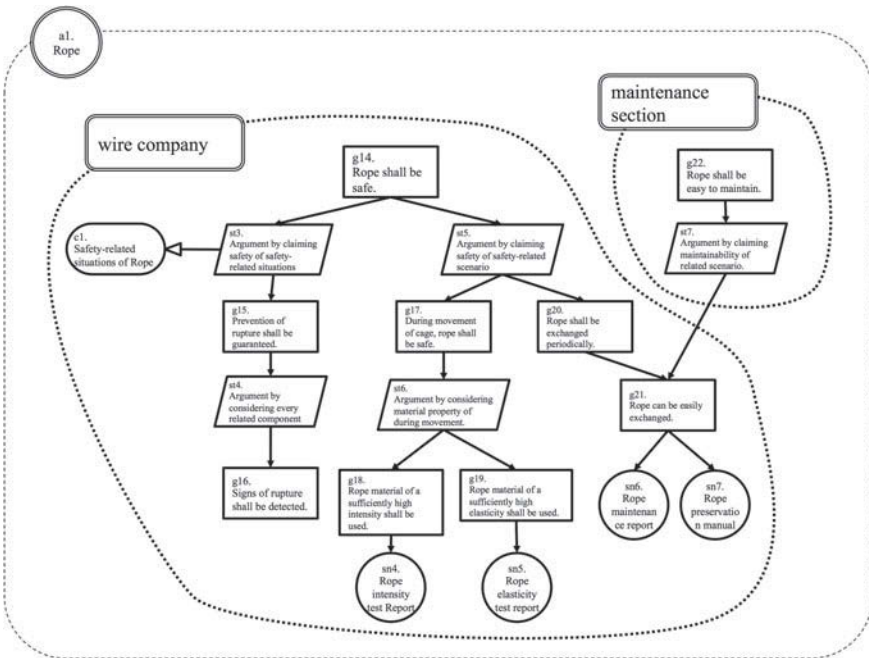 a1.
Rope
maintenance
section
wire company
g14.
Rope shall be
safe.
g22.
Rope shall be
easy to maintain.
c1.
Safety-related
situations of Rope
st3.
Argument by claiming
safety of safety-
related situations
st5.
Argument by claiming
safety of safety-related
scenario
st7.
Argument by claiming
maintainability of
related scenario.
g15.
Prevention of
rupture shall be
guaranteed.
g17.
During movement
of cage, rope shall
be safe.
g20.
Rope shall be
exchanged
periodically.
st4.
Argument by
considering every
related component
st6.
Argument by considering
material property of
during movement.
g21.
Rope can be easily
exchanged.
g16.
Signs of rupture
shall be detected.
g18.
Rope material of a
sufficiently high
intensity shall be
used.
g19.
Rope material of a
sufficiently high
elasticity shall be used.
sn6.
Rope
maintenan
ce report
sn7.
Rope
preservatio
n manual
sn4.
Rope
intensity
test Report
sn5.
Rope
elasticity
test report